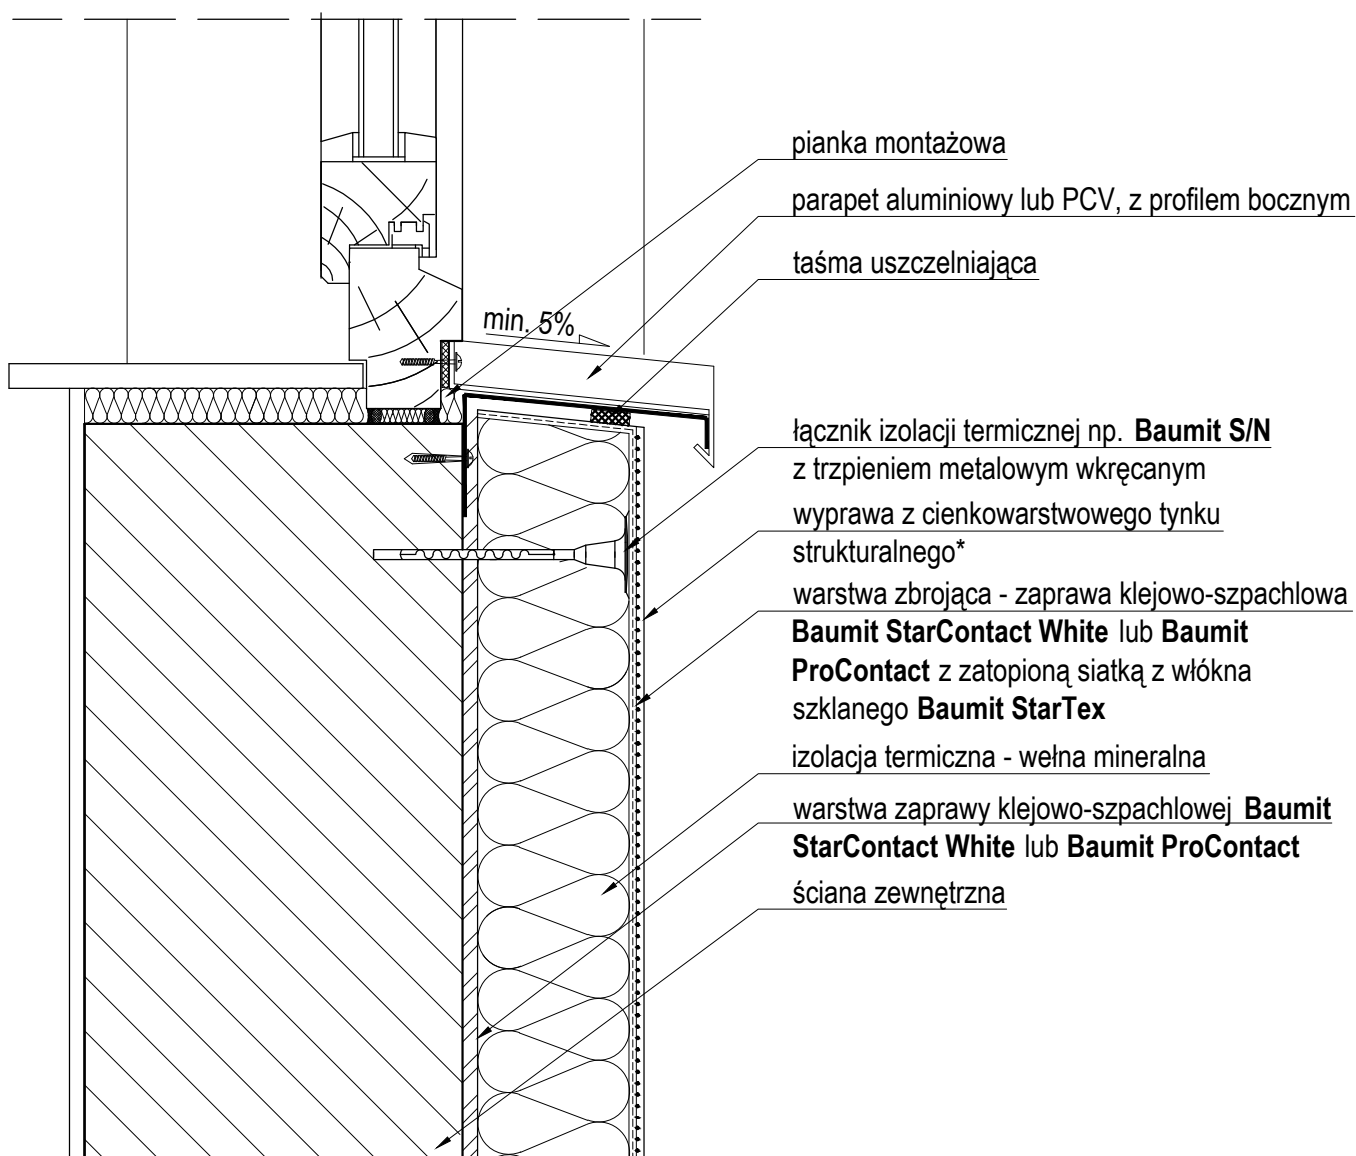 pianka montażowa
parapet aluminiowy lub PCV, z profilem bocznym
taśma uszczelniająca
min. 5%
łącznik izolacji termicznej np. Baumit S/N
z trzpieniem metalowym wkręcanym
wyprawa z cienkowarstwowego tynku
strukturalnego*
warstwa zbrojąca - zaprawa klejowo-szpachlowa
Baumit StarContact White lub Baumit
ProContact z zatopioną siatką z włókna
szklanego Baumit StarTex
izolacja termiczna - wełna mineralna
warstwa zaprawy klejowo-szpachlowej Baumit
StarContact White lub Baumit ProContact
ściana zewnętrzna